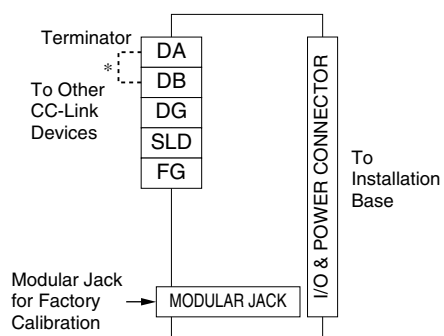 Terminator
*
To Other
CC-Link
Devices
DA
DB
DG
SLD
FG
I/O & POWER CONNECTOR
To
Installation
Base
Modular Jack
for Factory
Calibration
MODULAR JACK